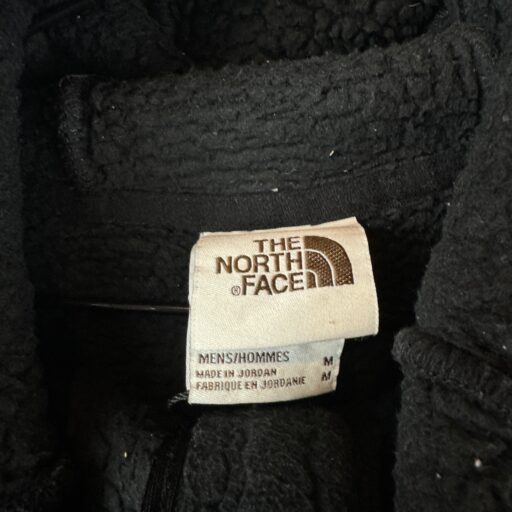 THE
NORTH
®FACE
MENS/HOMMES M
MADE IN JORDAN
FABRIQUE EN JORDANIE M